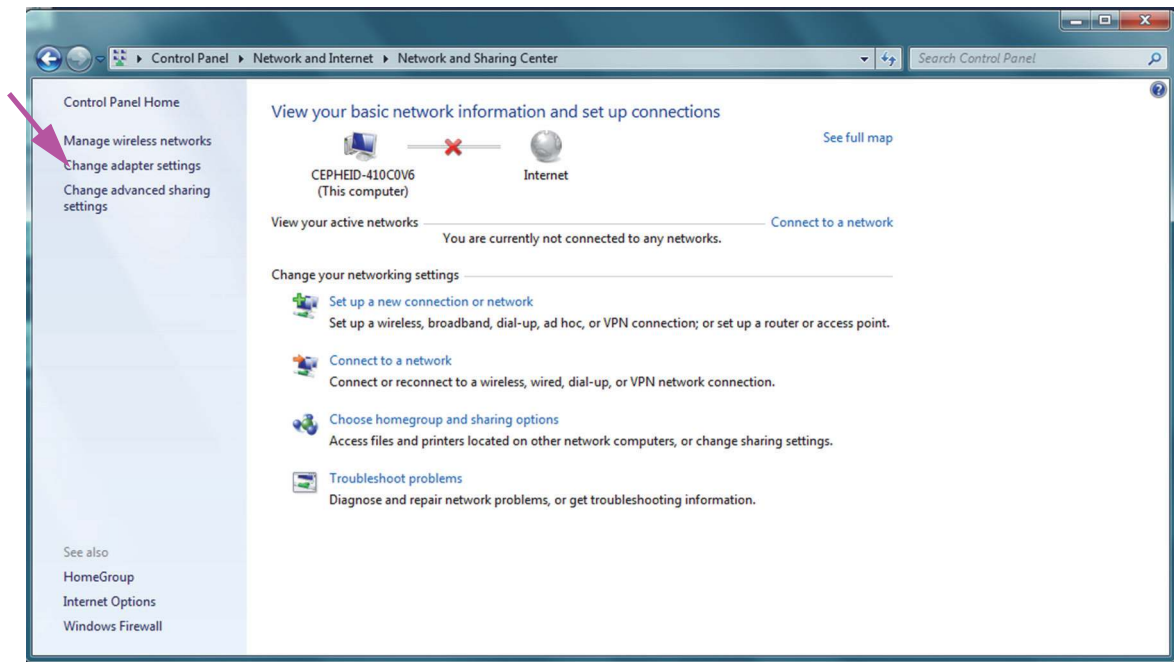 Control Panel ▸ Network and Internet ▸ Network and Sharing Center
Search Control Panel
Control Panel Home
Manage wireless networks
Change adapter settings
Change advanced sharing
settings
See also
HomeGroup
Internet Options
Windows Firewall
View your basic network information and set up connections
See full map
CEPHEID-410C0V6
(This computer)
Internet
View your active networks
Connect to a network
You are currently not connected to any networks.
Change your networking settings
Set up a new connection or network
Set up a wireless, broadband, dial-up, ad hoc, or VPN connection; or set up a router or access point.
Connect to a network
Connect or reconnect to a wireless, wired, dial-up, or VPN network connection.
Choose homegroup and sharing options
Access files and printers located on other network computers, or change sharing settings.
Troubleshoot problems
Diagnose and repair network problems, or get troubleshooting information.